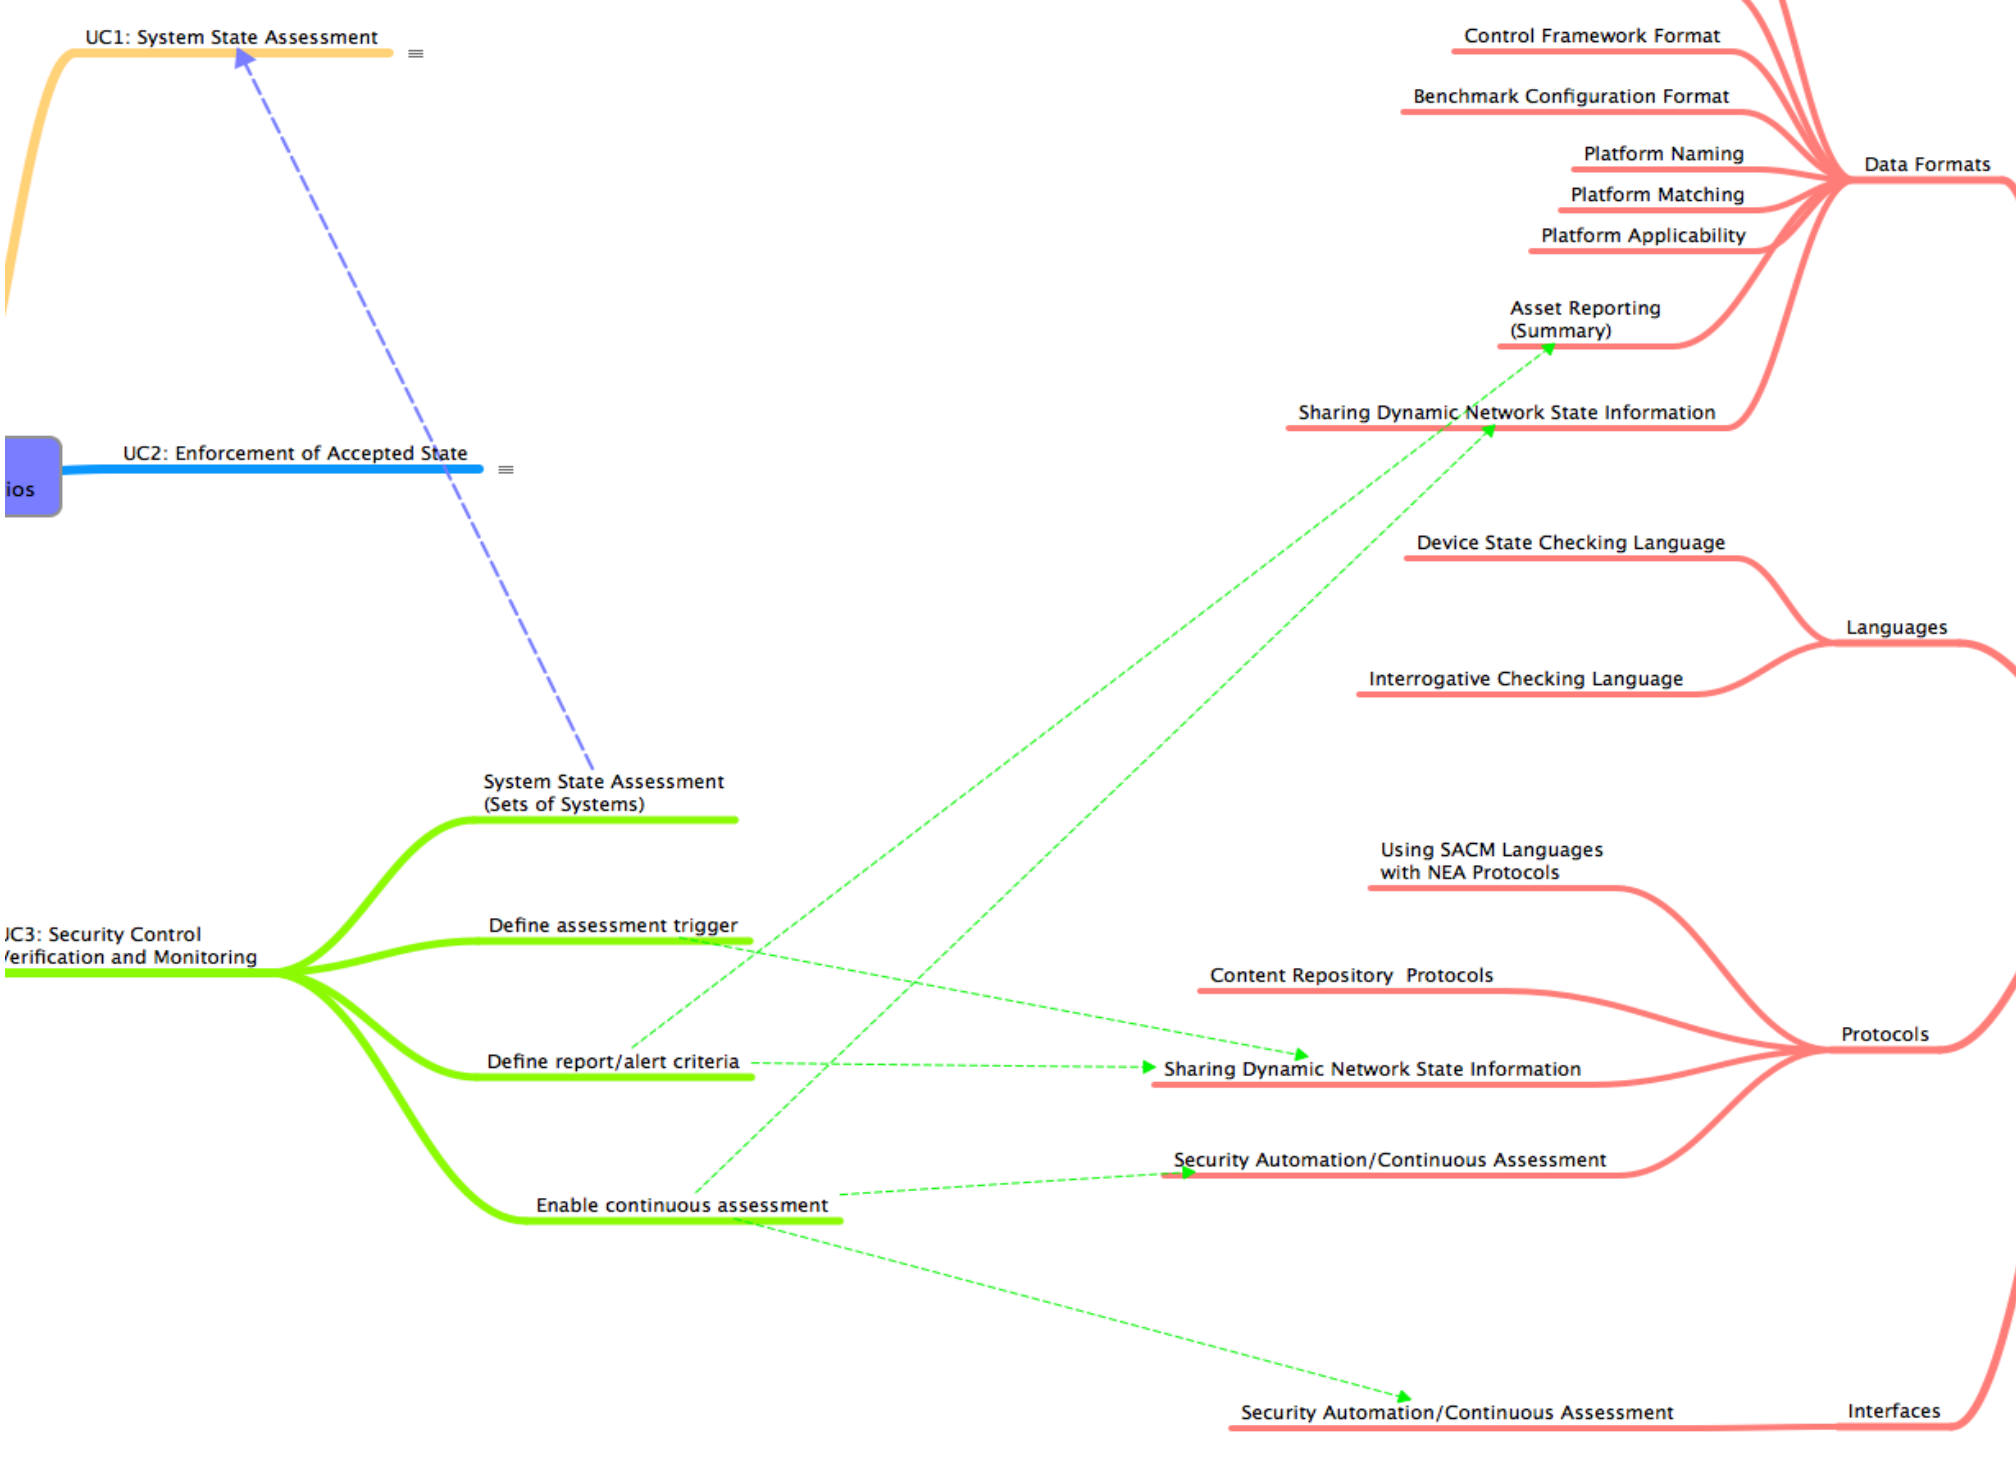 UC1: System State Assessment
UC2: Enforcement of Accepted State
ios
System State Assessment
(Sets of Systems)
Define assessment trigger
UC3: Security Control
Verification and Monitoring
Define report/alert criteria
Enable continuous assessment
Control Framework Format
Benchmark Configuration Format
Platform Naming
Data Formats
Platform Matching
Platform Applicability
Asset Reporting
(Summary)
Sharing Dynamic Network State Information
Device State Checking Language
Languages
Interrogative Checking Language
Using SACM Languages
with NEA Protocols
Content Repository  Protocols
Protocols
Sharing Dynamic Network State Information
Security Automation/Continuous Assessment
Security Automation/Continuous Assessment
Interfaces